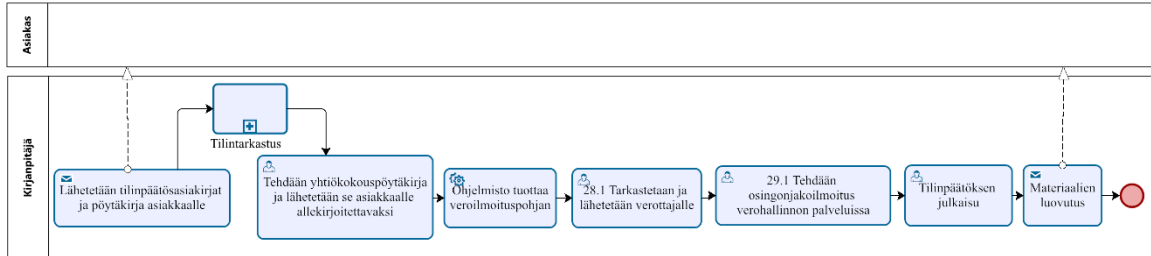 Asiakas
Kirjanpitäjä
Lähetetään tilinpäätösasiakirjat
ja pöytäkirja asiakkaalle
Tilintarkastus
Tehdään yhtiökokouspöytäkirja
ja lähetetään se asiakkaalle
allekirjoitettavaksi
Ohjelmisto tuottaa
veroilmoituspohjan
28.1 Tarkastetaan ja
lähetetään verottajalle
29.1 Tehdään
osingonjakoilmoitus
verohallinnon palveluissa
Tilinpäätöksen
julkaisu
Materiaalien
luovutus